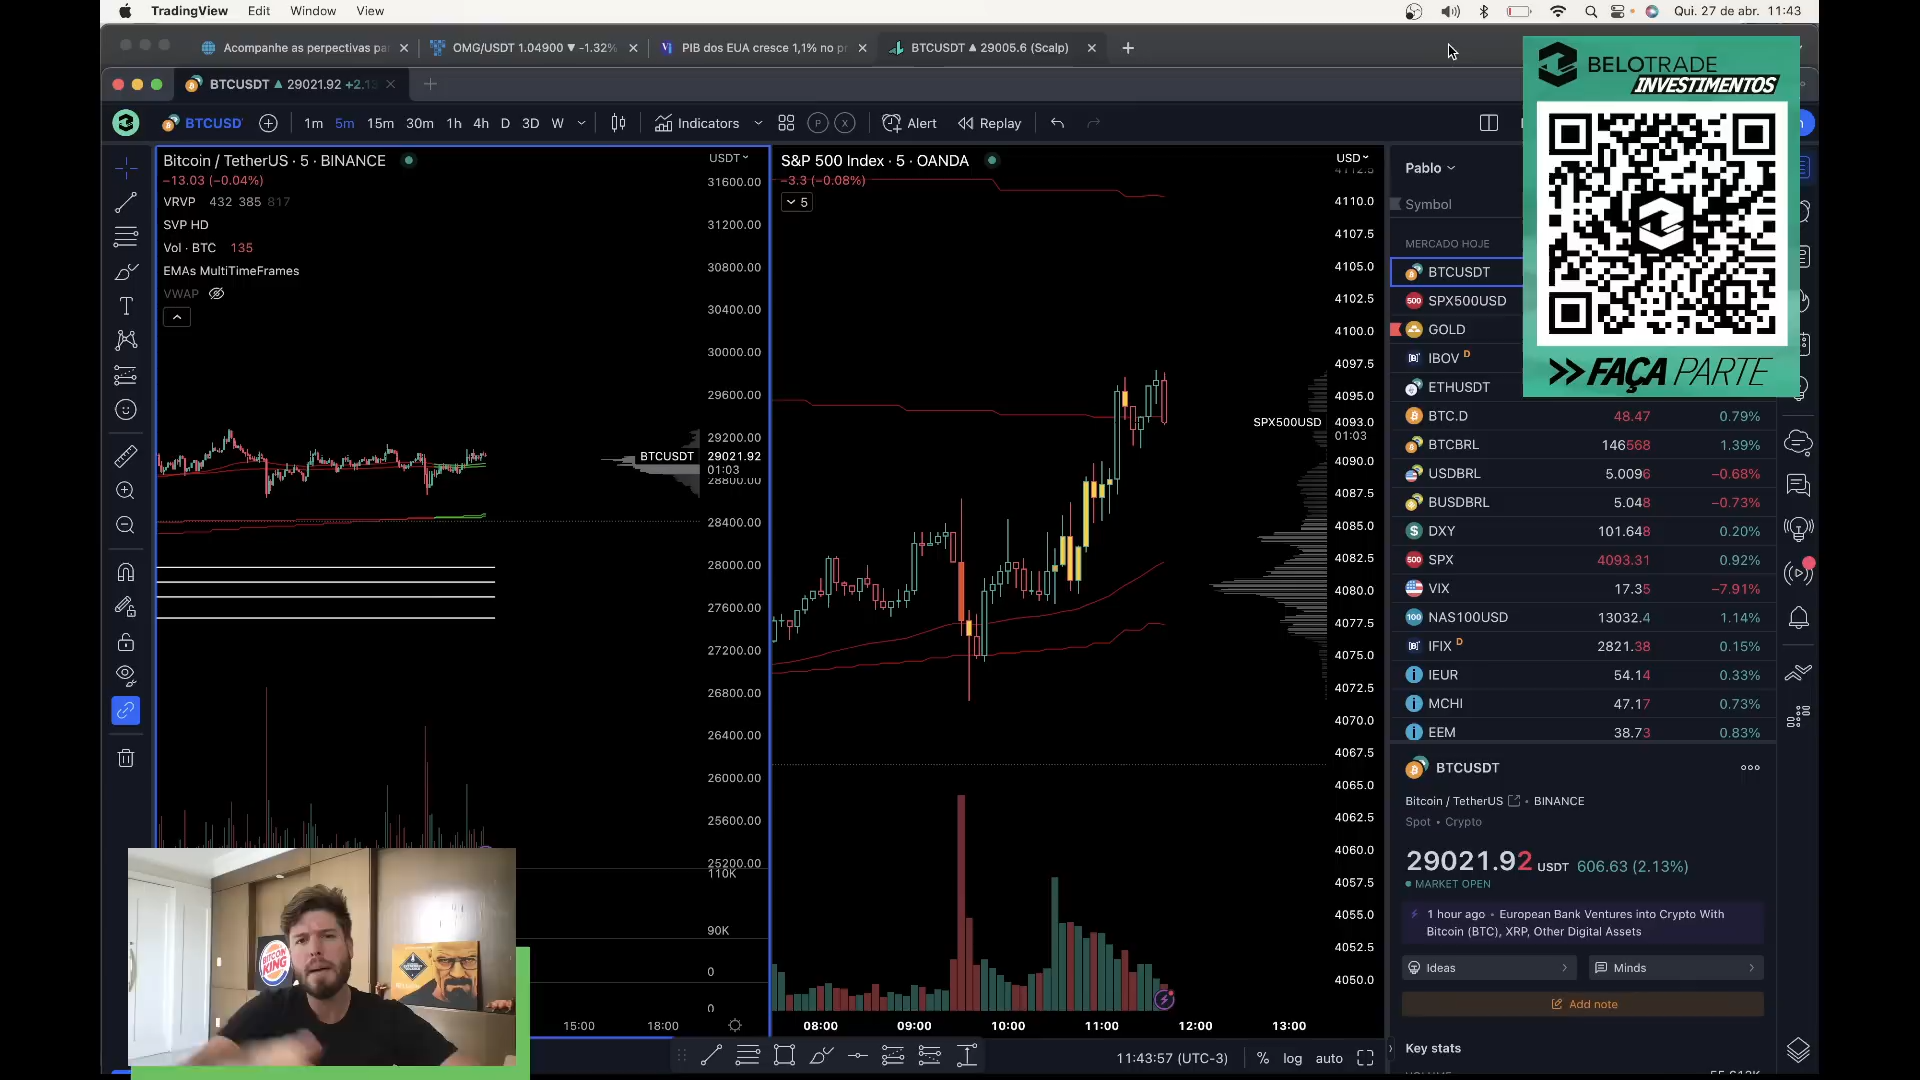 TradingView Edit Window View
Qui. 27 de abr. 11:43
Acompanhe as perpectivas pa
OMG/USDT 1.04900 ▼ -1.32%
PIB dos EUA cresce 1,1% no pr
BTCUSDT ▲ 29005.6 (Scalp)
BTCUSDT ▲ 29021.92 +2.13
BTCUSD
1m 5m 15m 30m 1h 4h D 3D W
Indicators
Alert
Replay
Bitcoin / TetherUS · 5 · BINANCE
−13.03 (−0.04%)
VRVP 432 385 817
SVP HD
Vol · BTC 135
EMAs MultiTimeFrames
VWAP
USDT
31600.00
31200.00
30800.00
30400.00
30000.00
29600.00
29200.00
BTCUSDT 29021.92
01:03
28800.00
28400.00
28000.00
27600.00
27200.00
26800.00
26400.00
26000.00
25600.00
25200.00
110K
90K
0
0
15:00 18:00
S&P 500 Index · 5 · OANDA
−3.3 (−0.08%)
5
USD
4112.5
4110.0
4107.5
4105.0
4102.5
4100.0
4097.5
4095.0
SPX500USD 4093.0
01:03
4090.0
4087.5
4085.0
4082.5
4080.0
4077.5
4075.0
4072.5
4070.0
4067.5
4065.0
4062.5
4060.0
4057.5
4055.0
4052.5
4050.0
08:00 09:00 10:00 11:00 12:00 13:00
11:43:57 (UTC-3) % log auto
BELOTRADE
INVESTIMENTOS
FAÇA PARTE
Pablo
Symbol
MERCADO HOJE
BTCUSDT
SPX500USD
GOLD
IBOV D
ETHUSDT
BTC.D 48.47 0.79%
BTCBRL 146568 1.39%
USDBRL 5.0096 −0.68%
BUSDBRL 5.048 −0.73%
DXY 101.648 0.20%
SPX 4093.31 0.92%
VIX 17.35 −7.91%
NAS100USD 13032.4 1.14%
IFIX D 2821.38 0.15%
IEUR 54.14 0.33%
MCHI 47.17 0.73%
EEM 38.73 0.83%
BTCUSDT
Bitcoin / TetherUS • BINANCE
Spot • Crypto
29021.92 USDT 606.63 (2.13%)
MARKET OPEN
1 hour ago • European Bank Ventures into Crypto With
Bitcoin (BTC), XRP, Other Digital Assets
Ideas
Minds
Add note
Key stats
BITCOIN
KING